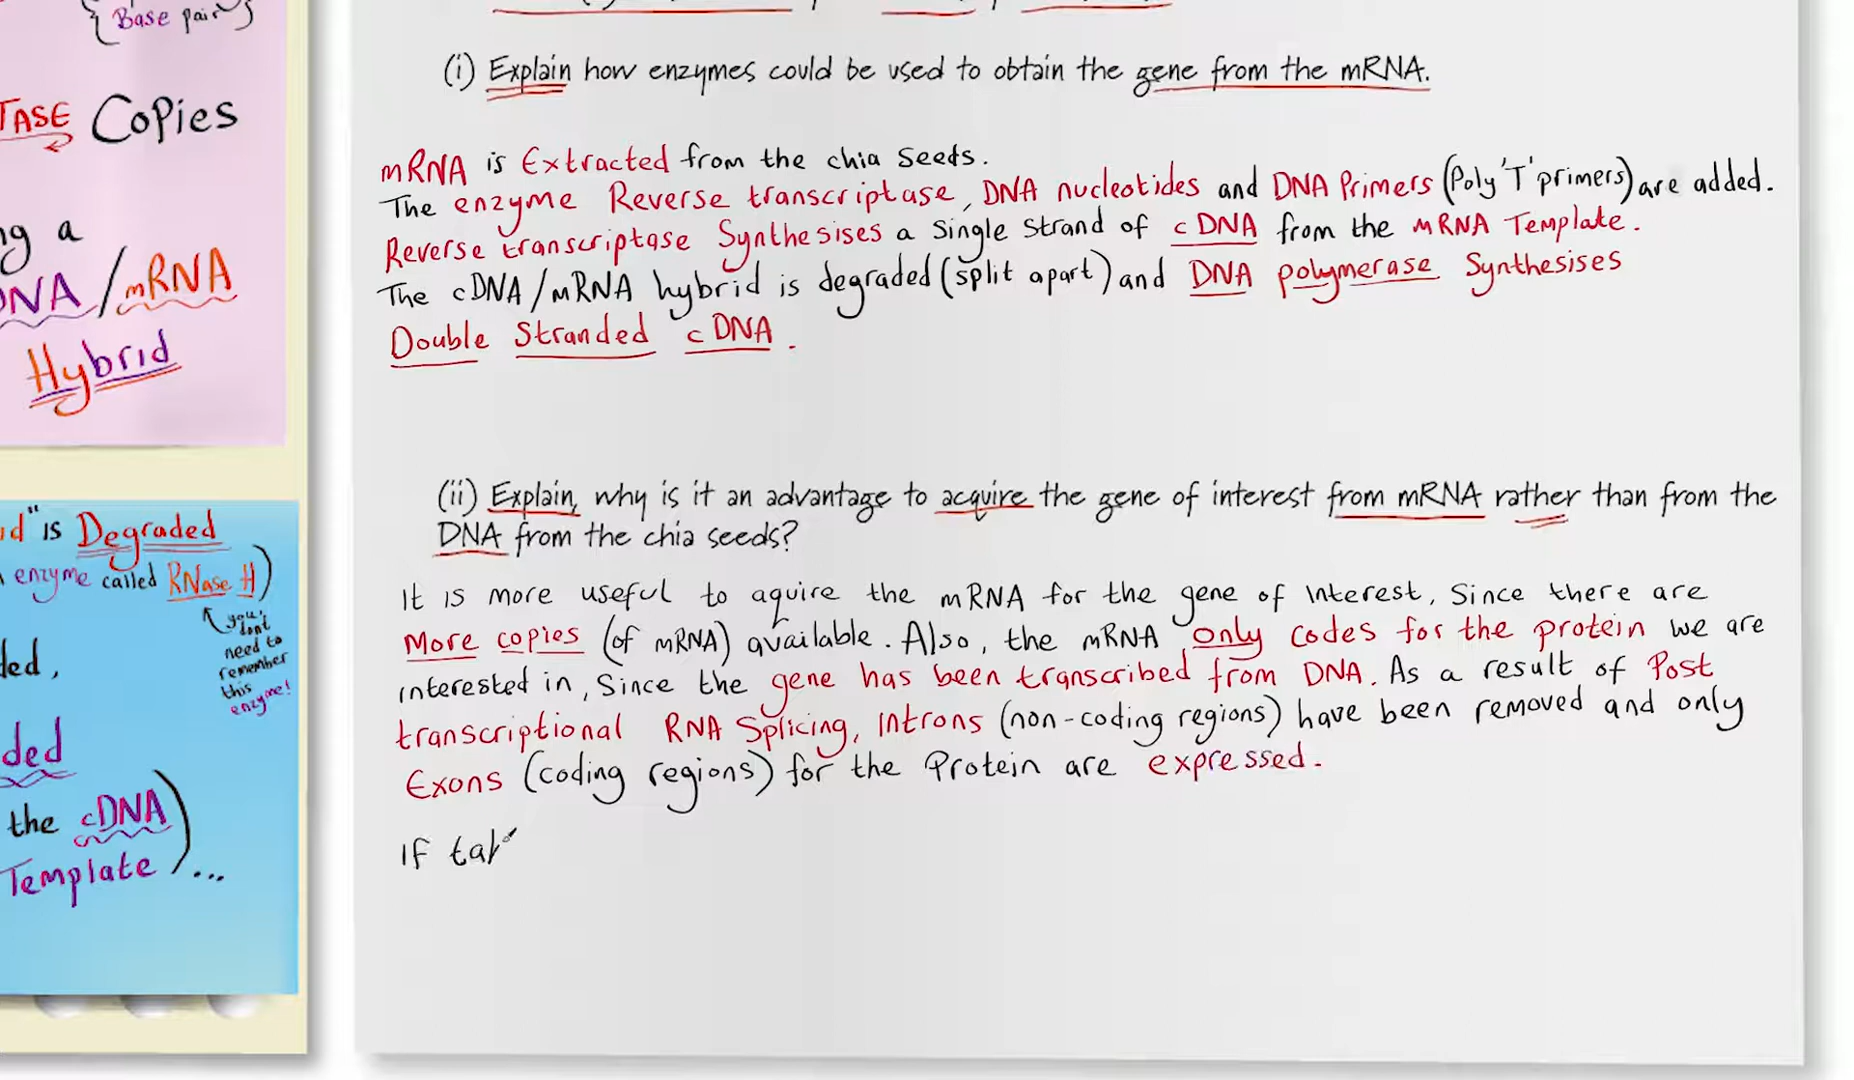 {Base pair}
TASE Copies
ng a
DNA/mRNA
Hybrid
id" is Degraded
enzyme called RNase H)
you
don't
need to
remember
this
enzyme!
ded,
ded
the cDNA)
Template)...
(i) Explain how enzymes could be used to obtain the gene from the mRNA.
mRNA is Extracted from the chia seeds.
The enzyme Reverse transcriptase, DNA nucleotides and DNA Primers (Poly 'T' primers) are added.
Reverse transcriptase Synthesises a Single Strand of cDNA from the mRNA Template.
The cDNA/mRNA hybrid is degraded (split apart) and DNA polymerase Synthesises
Double Stranded cDNA.
(ii) Explain, why is it an advantage to acquire the gene of interest from mRNA rather than from the
DNA from the chia seeds?
It is more useful to aquire the mRNA for the gene of interest, Since there are
More copies (of mRNA) available. Also, the mRNA only codes for the protein we are
interested in, Since the gene has been transcribed from DNA. As a result of Post
transcriptional RNA Splicing, Introns (non-coding regions) have been removed and only
Exons (coding regions) for the Protein are expressed.
If tak